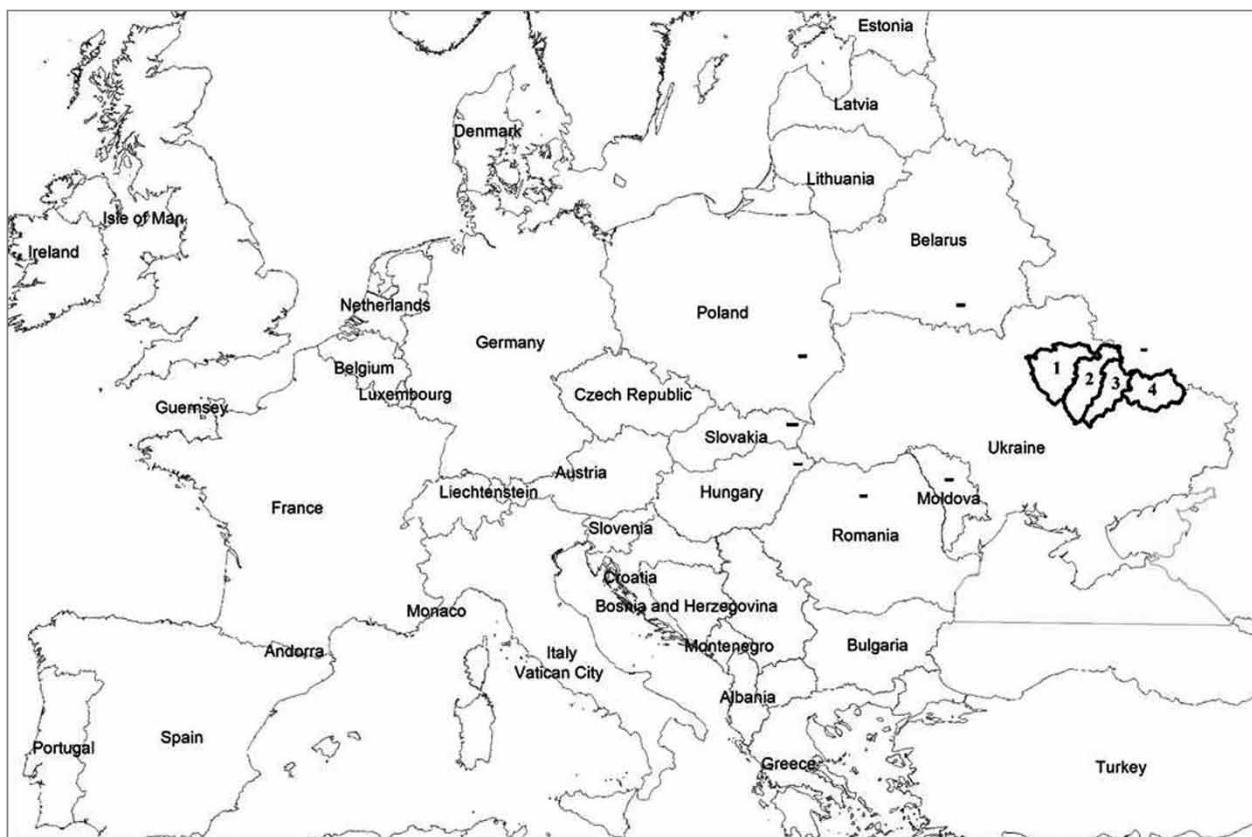 Estonia
Latvia
Denmark
Lithuania
Isle of Man
Ireland
Belarus
Netherlands
Poland
Germany
Belgium
1
2
3
4
Luxembourg
Czech Republic
Guernsey
Slovakia
Ukraine
Austria
Liechtenstein
Hungary
Moldova
France
Slovenia
Romania
Croatia
Bosnia and Herzegovina
Monaco
Montenegro
Bulgaria
Andorra
Italy
Vatican City
Albania
Portugal
Spain
Greece
Turkey